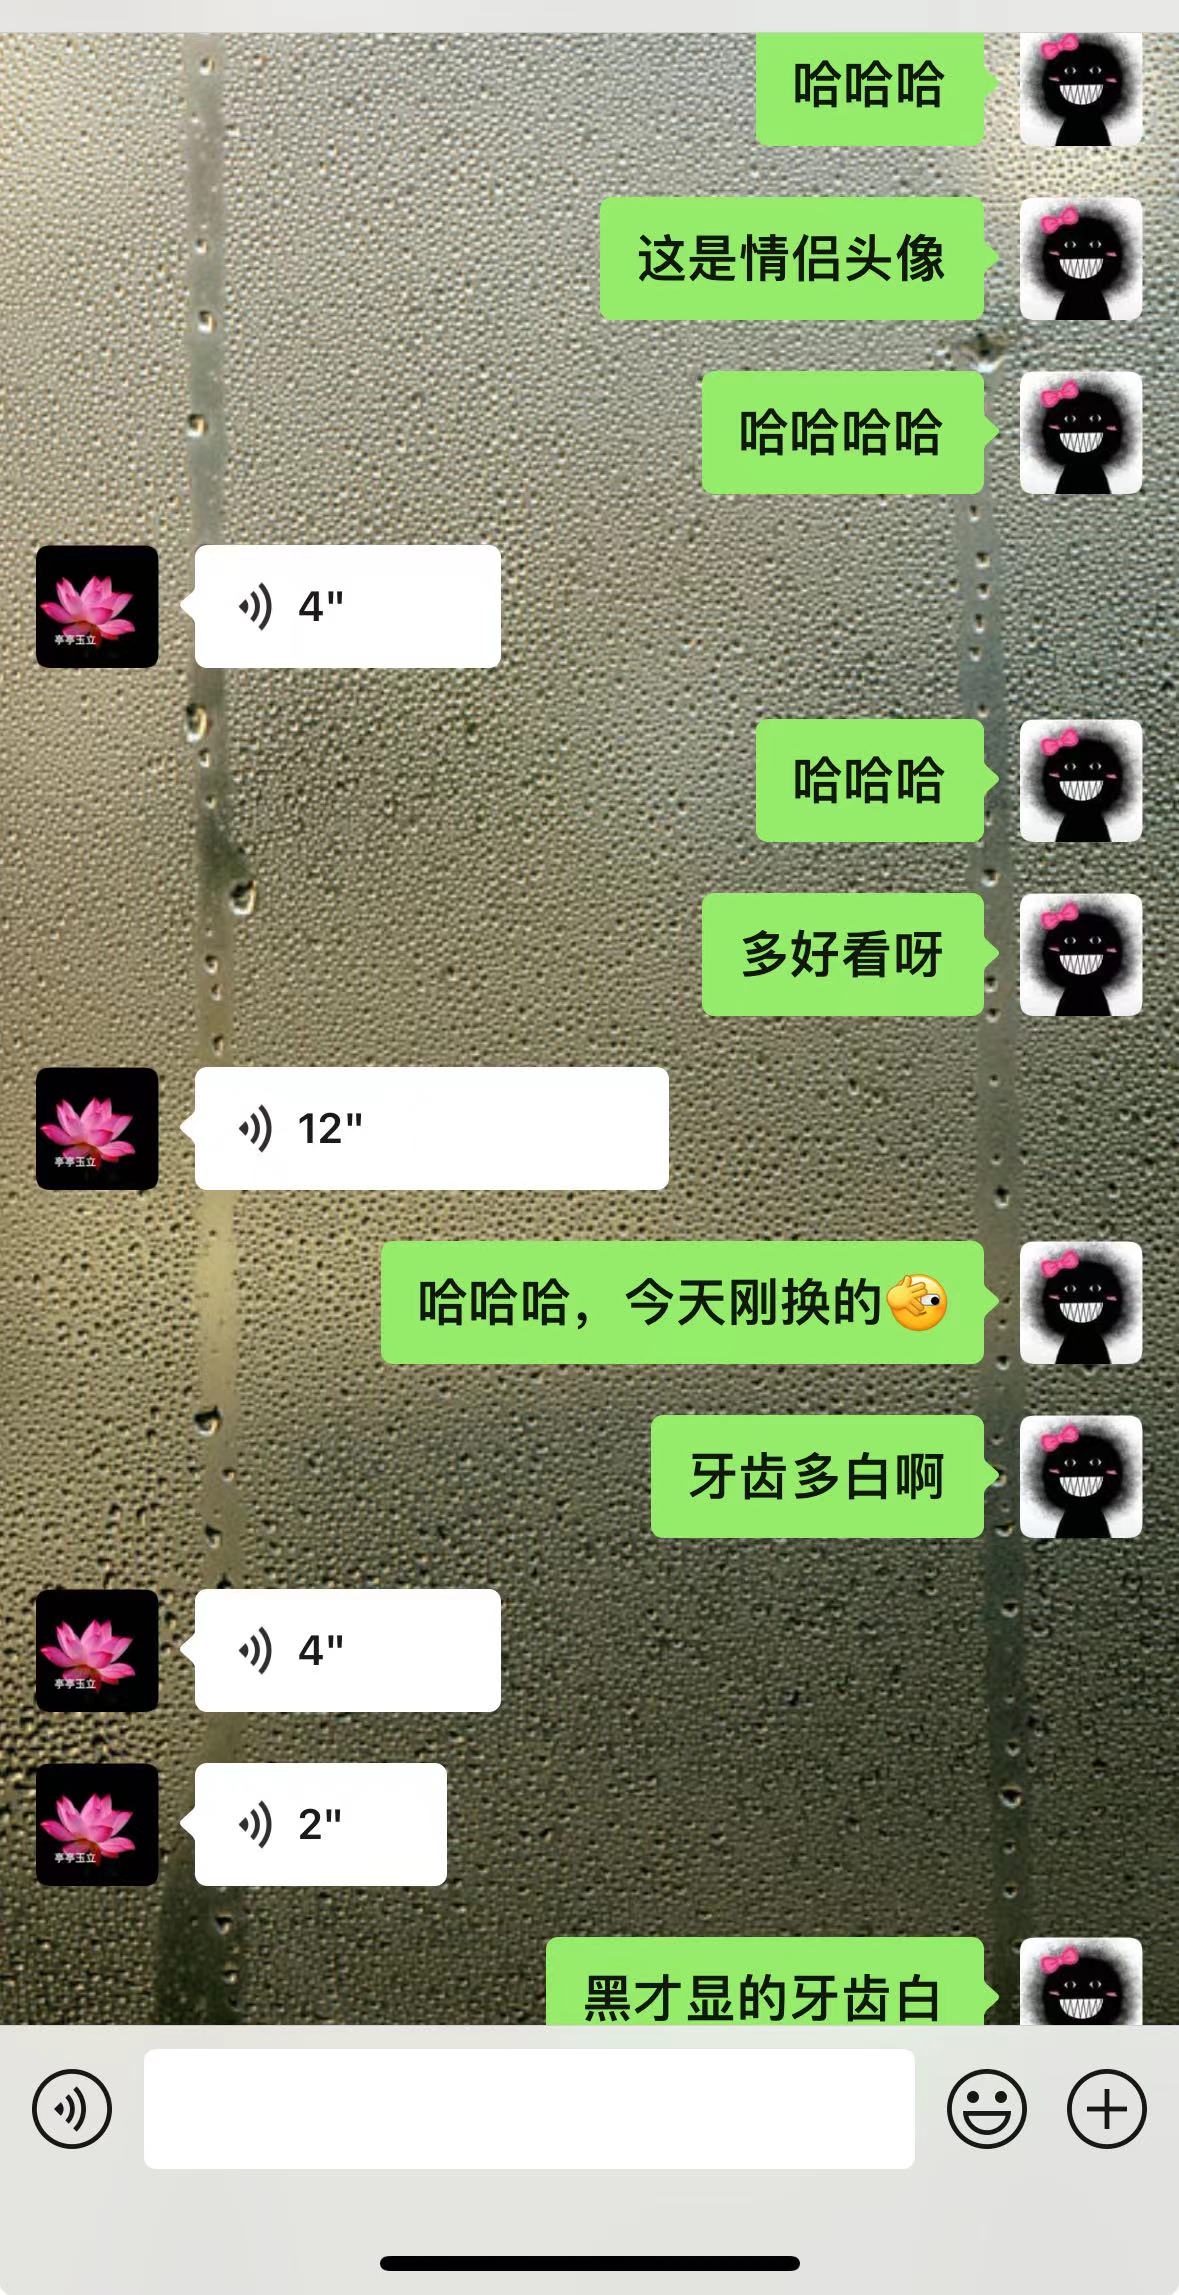 哈哈哈
这是情侣头像
哈哈哈哈
4"
亭亭玉立
哈哈哈
多好看呀
12"
亭亭玉立
哈哈哈，今天刚换的
牙齿多白啊
4"
亭亭玉立
2"
亭亭玉立
黑才显的牙齿白